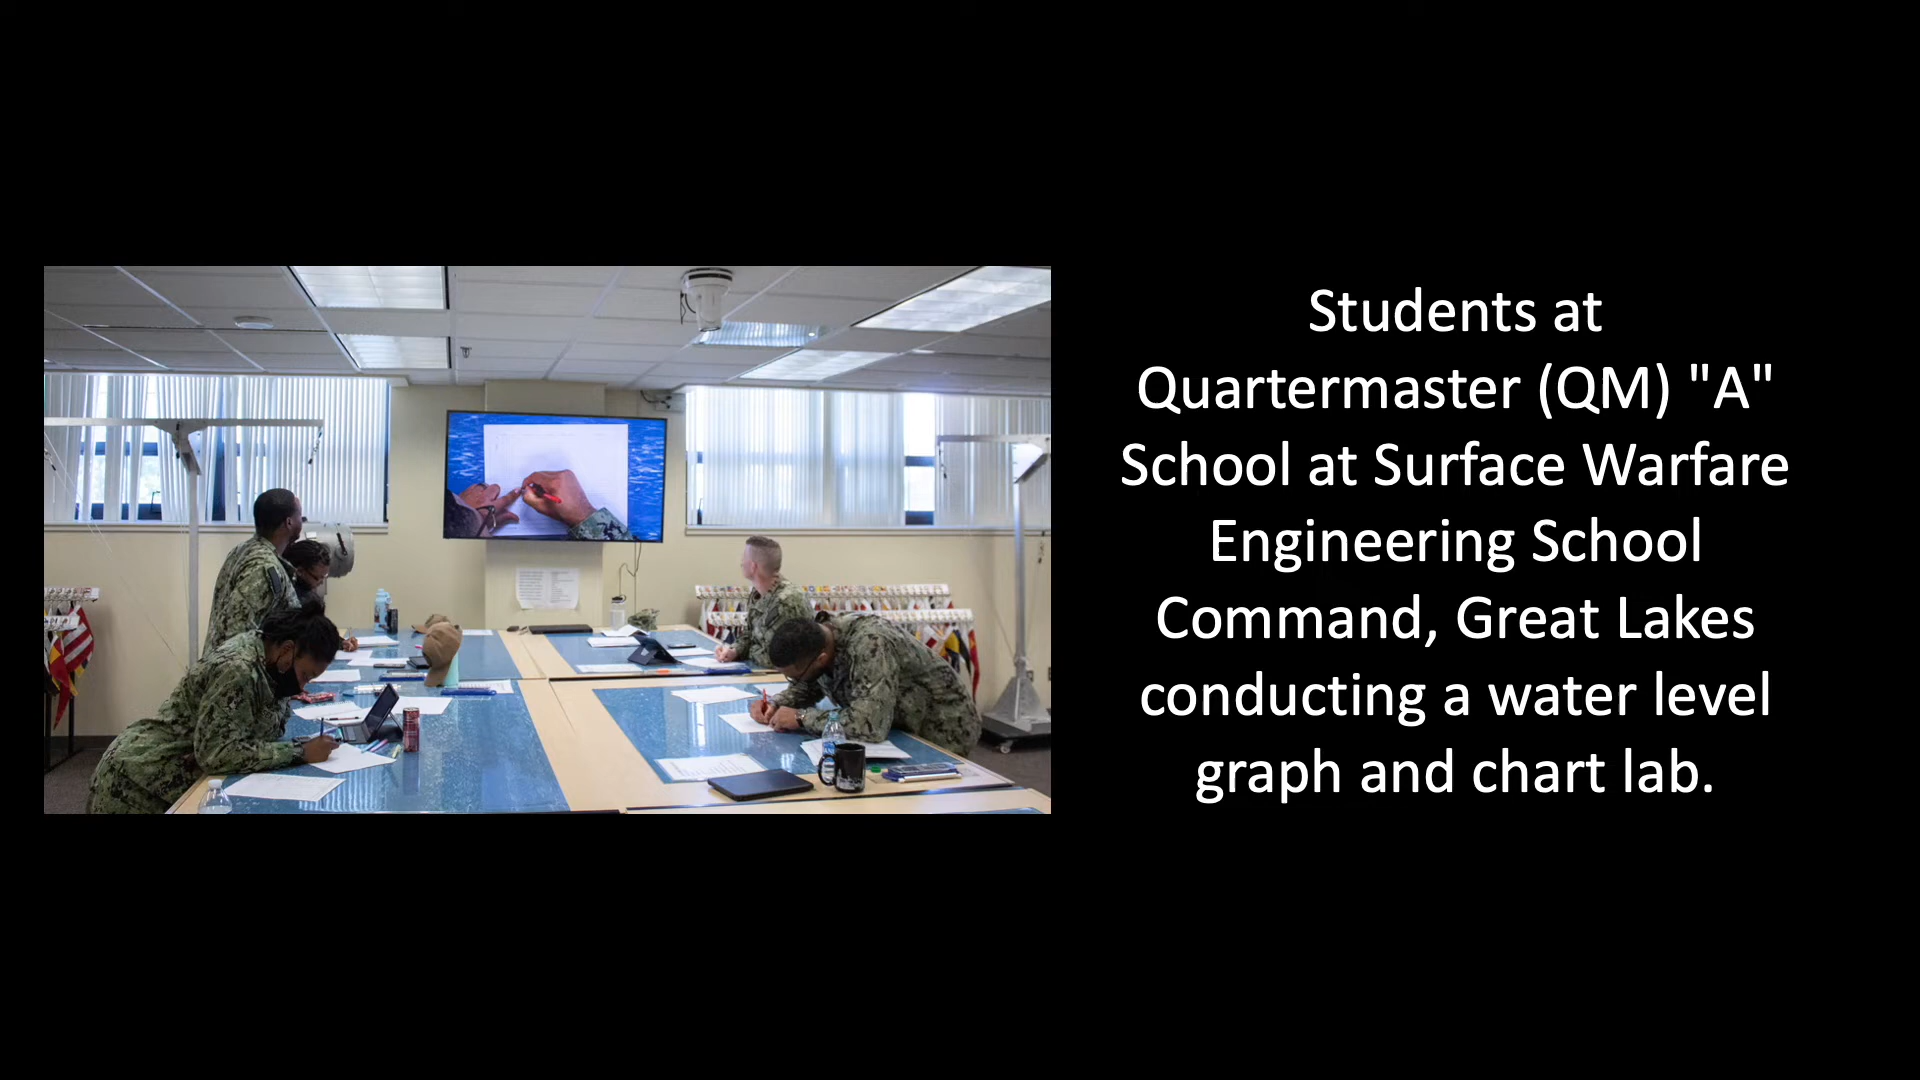 Students at
Quartermaster (QM) "A"
School at Surface Warfare
Engineering School
Command, Great Lakes
conducting a water level
graph and chart lab.